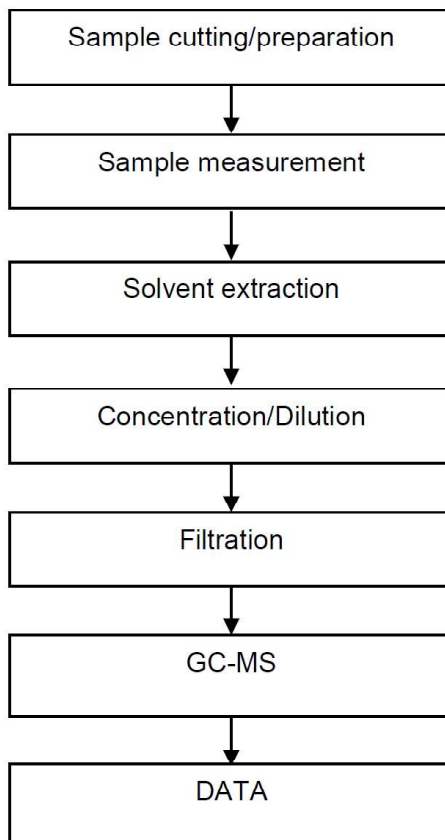 Sample cutting/preparation
Sample measurement
Solvent extraction
Concentration/Dilution
Filtration
GC-MS
DATA